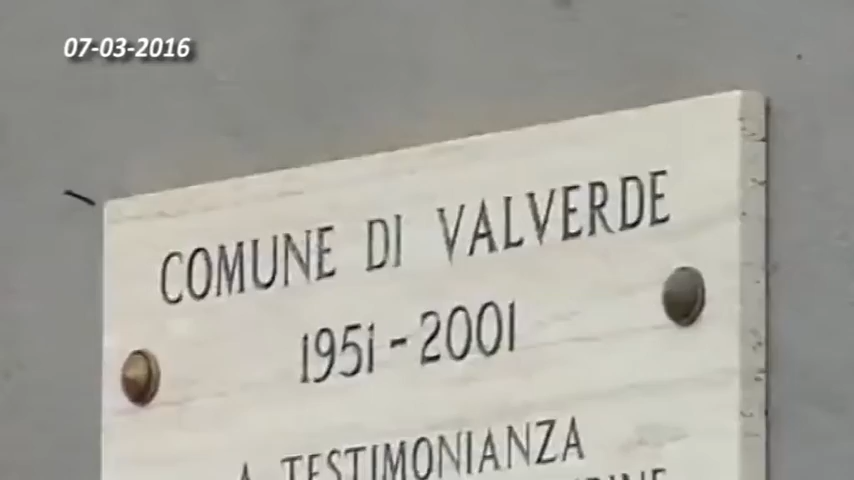 07-03-2016
COMUNE DI VALVERDE
1951-2001
A TESTIMONIANZA